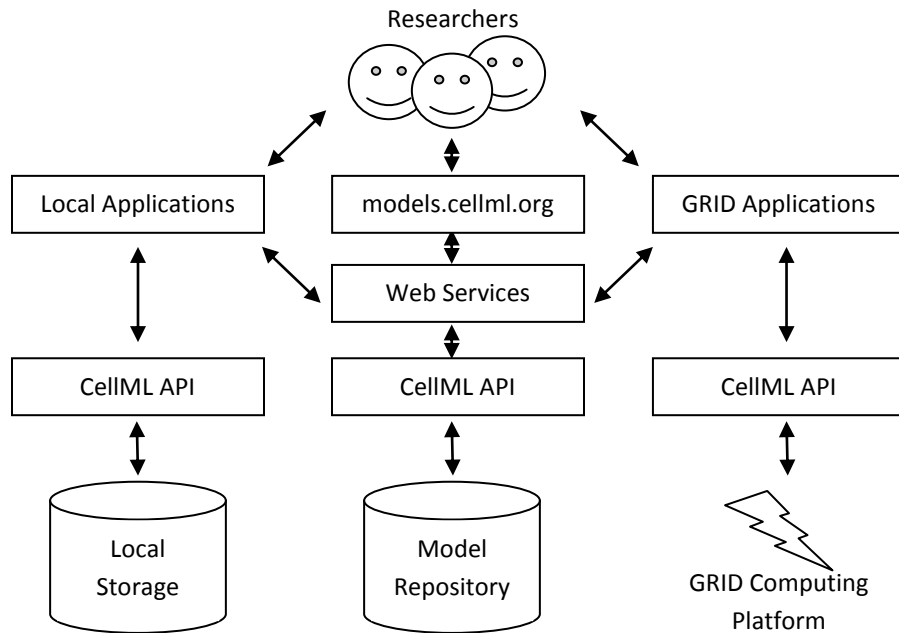 Researchers
Local Applications
models.cellml.org
GRID Applications
Web Services
CellML API
CellML API
CellML API
Local
Storage
Model
Repository
GRID Computing
Platform